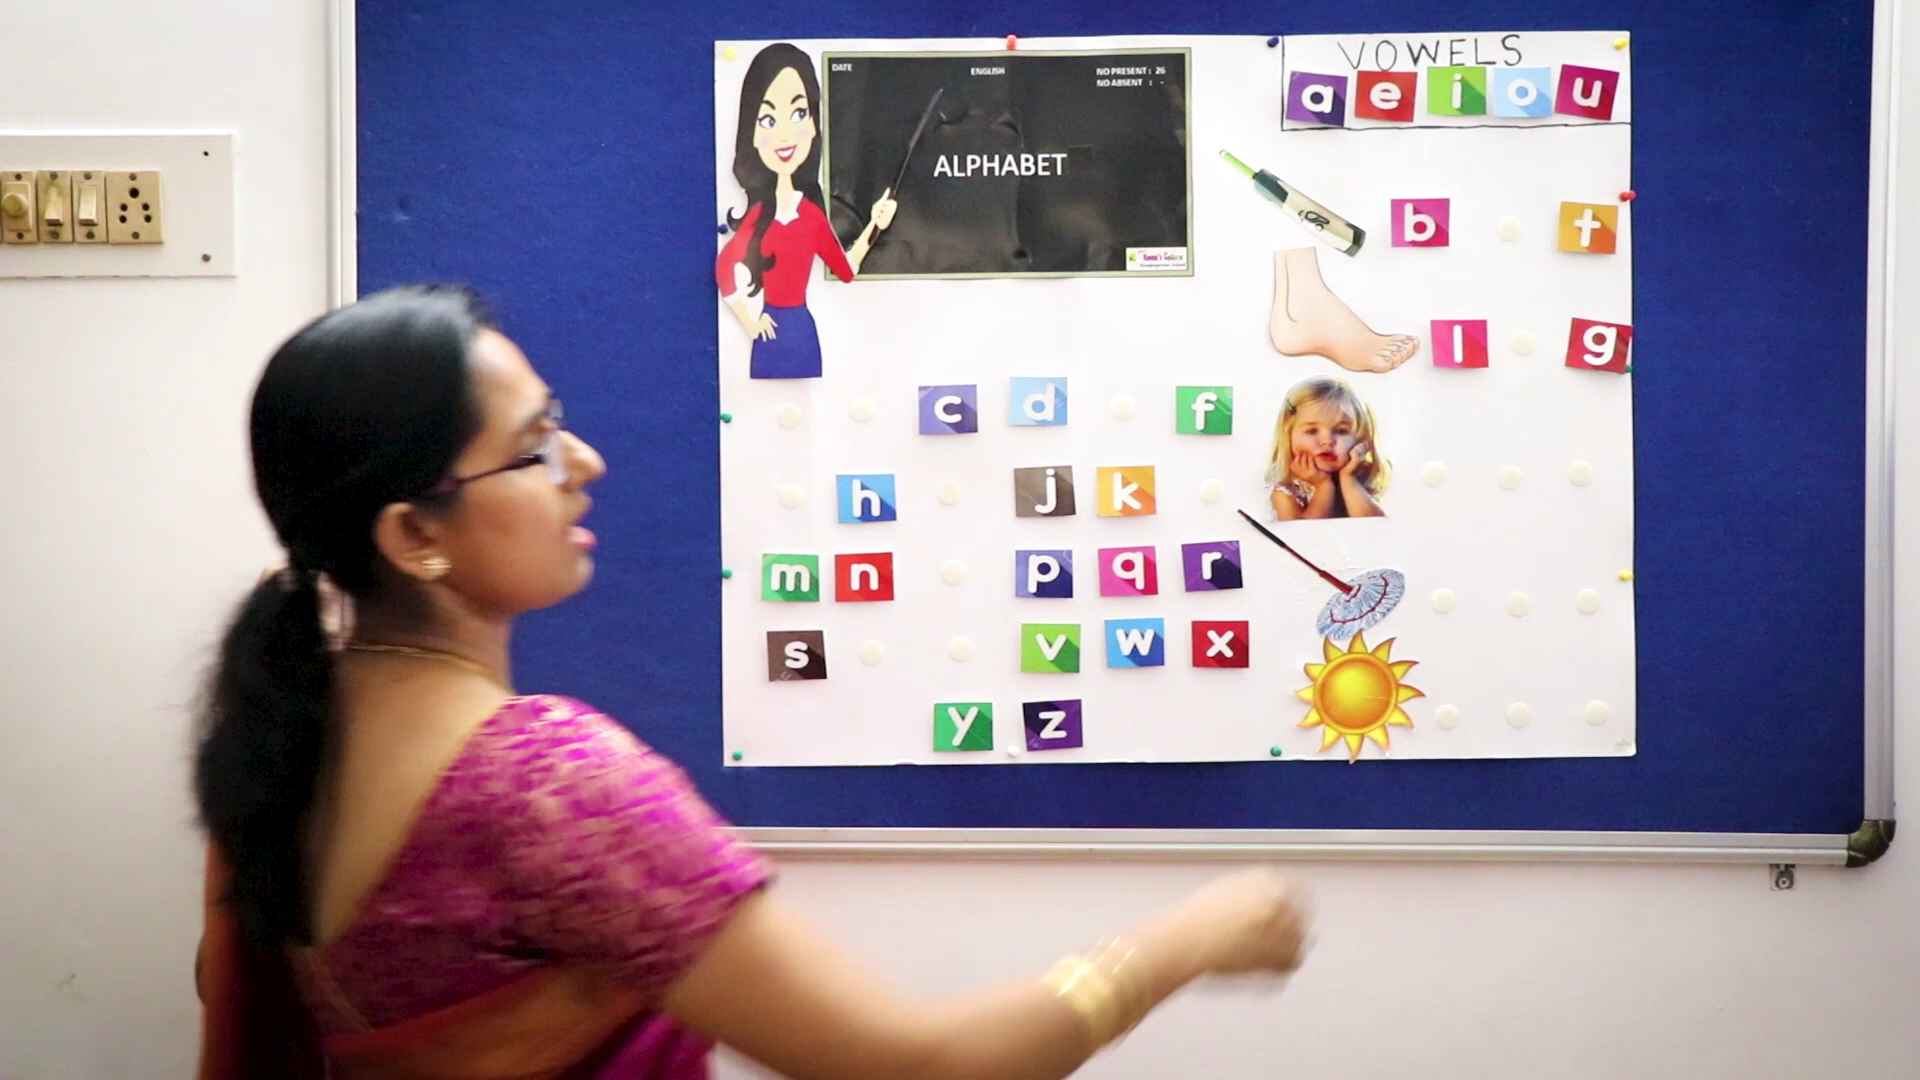 DATE
ENGLISH
NO PRESENT : 26
NO ABSENT : -
ALPHABET
VOWELS
a e i o u
b t
l g
c d f
h j k
m n p q r
s v w x
y z